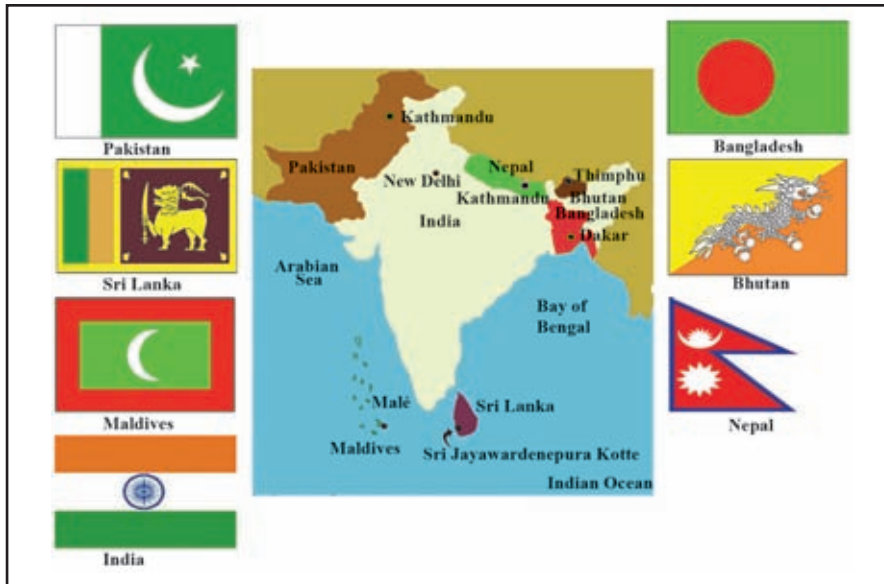 Pakistan
Sri Lanka
Maldives
India
Kathmandu
Pakistan
Nepal
New Delhi
Kathmandu
Thimphu
Bhutan
India
Bangladesh
Dakar
Arabian
Sea
Bay of
Bengal
Malé
Sri Lanka
Maldives
Sri Jayawardenepura Kotte
Indian Ocean
Bangladesh
Bhutan
Nepal